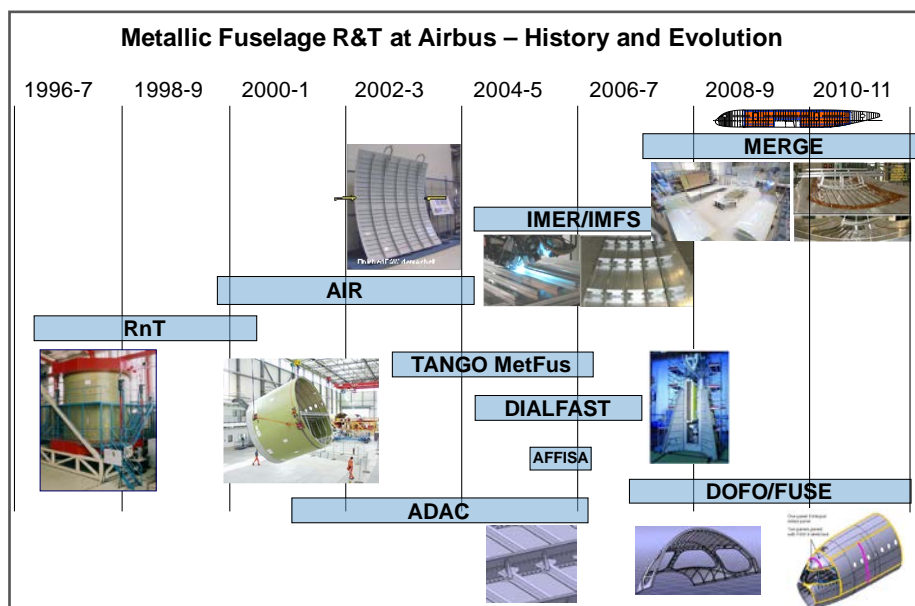 Metallic Fuselage R&T at Airbus – History and Evolution
1996-7 1998-9 2000-1 2002-3 2004-5 2006-7 2008-9 2010-11
MERGE
IMER/IMFS
AIR
RnT
TANGO MetFus
DIALFAST
AFFISA
DOFO/FUSE
ADAC